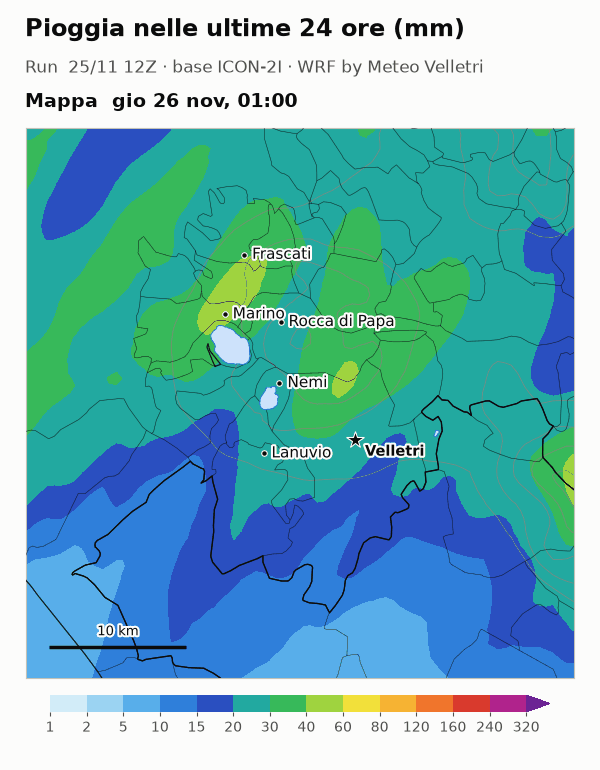 Pioggia nelle ultime 24 ore (mm)
Run 25/11 12Z · base ICON-2I · WRF by Meteo Velletri
Mappa gio 26 nov, 01:00
Frascati
Marino
Rocca di Papa
Nemi
Velletri
Lanuvio
10 km
1 2 5 10 15 20 30 40 60 80 120 160 240 320